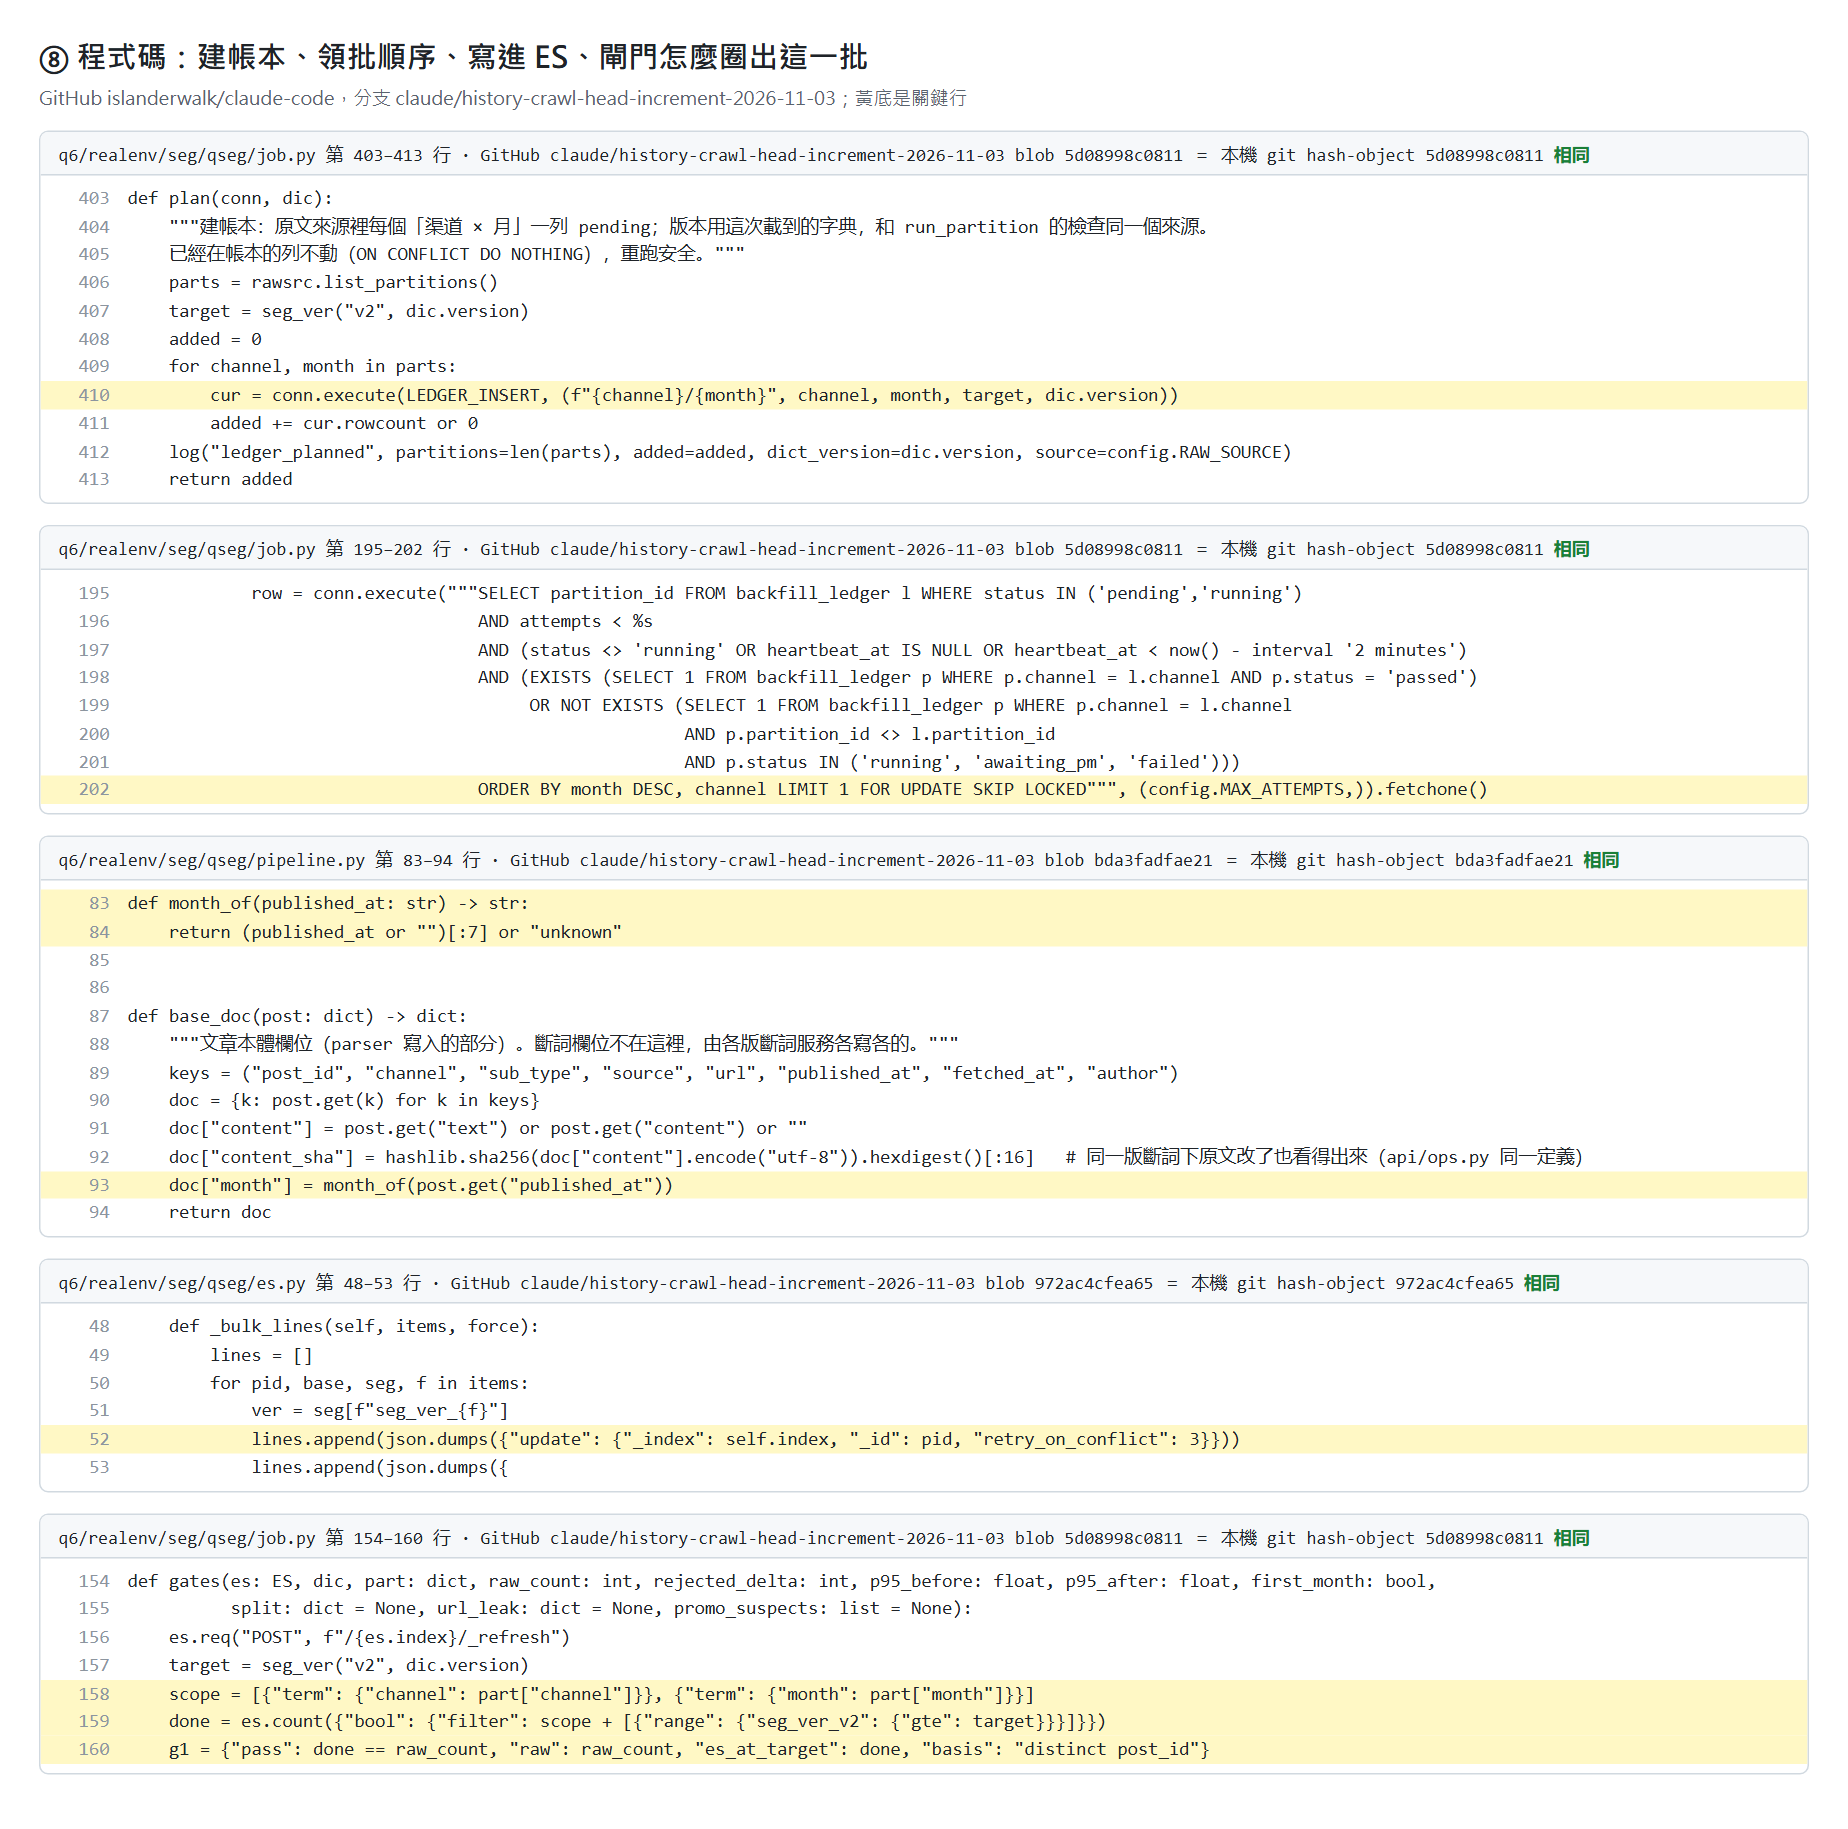 ⑧ 程式碼：建帳本、領批順序、寫進 ES、閘門怎麼圈出這一批
GitHub islanderwalk/claude-code，分支 claude/history-crawl-head-increment-2026-11-03；黃底是關鍵行
q6/realenv/seg/qseg/job.py 第 403–413 行 · GitHub claude/history-crawl-head-increment-2026-11-03 blob 5d08998c0811 = 本機 git hash-object 5d08998c0811 相同
403 def plan(conn, dic):
404     """建帳本：原文來源裡每個「渠道 × 月」一列 pending；版本用這次載到的字典，和 run_partition 的檢查同一個來源。
405     已經在帳本的列不動（ON CONFLICT DO NOTHING），重跑安全。"""
406     parts = rawsrc.list_partitions()
407     target = seg_ver("v2", dic.version)
408     added = 0
409     for channel, month in parts:
410         cur = conn.execute(LEDGER_INSERT, (f"{channel}/{month}", channel, month, target, dic.version))
411         added += cur.rowcount or 0
412     log("ledger_planned", partitions=len(parts), added=added, dict_version=dic.version, source=config.RAW_SOURCE)
413     return added
q6/realenv/seg/qseg/job.py 第 195–202 行 · GitHub claude/history-crawl-head-increment-2026-11-03 blob 5d08998c0811 = 本機 git hash-object 5d08998c0811 相同
195             row = conn.execute("""SELECT partition_id FROM backfill_ledger l WHERE status IN ('pending','running')
196                                   AND attempts < %s
197                                   AND (status <> 'running' OR heartbeat_at IS NULL OR heartbeat_at < now() - interval '2 minutes')
198                                   AND (EXISTS (SELECT 1 FROM backfill_ledger p WHERE p.channel = l.channel AND p.status = 'passed')
199                                        OR NOT EXISTS (SELECT 1 FROM backfill_ledger p WHERE p.channel = l.channel
200                                                       AND p.partition_id <> l.partition_id
201                                                       AND p.status IN ('running', 'awaiting_pm', 'failed')))
202                                   ORDER BY month DESC, channel LIMIT 1 FOR UPDATE SKIP LOCKED""", (config.MAX_ATTEMPTS,)).fetchone()
q6/realenv/seg/qseg/pipeline.py 第 83–94 行 · GitHub claude/history-crawl-head-increment-2026-11-03 blob bda3fadfae21 = 本機 git hash-object bda3fadfae21 相同
83 def month_of(published_at: str) -> str:
84     return (published_at or "")[:7] or "unknown"
85
86
87 def base_doc(post: dict) -> dict:
88     """文章本體欄位（parser 寫入的部分）。斷詞欄位不在這裡，由各版斷詞服務各寫各的。"""
89     keys = ("post_id", "channel", "sub_type", "source", "url", "published_at", "fetched_at", "author")
90     doc = {k: post.get(k) for k in keys}
91     doc["content"] = post.get("text") or post.get("content") or ""
92     doc["content_sha"] = hashlib.sha256(doc["content"].encode("utf-8")).hexdigest()[:16]   # 同一版斷詞下原文改了也看得出來（api/ops.py 同一定義）
93     doc["month"] = month_of(post.get("published_at"))
94     return doc
q6/realenv/seg/qseg/es.py 第 48–53 行 · GitHub claude/history-crawl-head-increment-2026-11-03 blob 972ac4cfea65 = 本機 git hash-object 972ac4cfea65 相同
48     def _bulk_lines(self, items, force):
49         lines = []
50         for pid, base, seg, f in items:
51             ver = seg[f"seg_ver_{f}"]
52             lines.append(json.dumps({"update": {"_index": self.index, "_id": pid, "retry_on_conflict": 3}}))
53             lines.append(json.dumps({
q6/realenv/seg/qseg/job.py 第 154–160 行 · GitHub claude/history-crawl-head-increment-2026-11-03 blob 5d08998c0811 = 本機 git hash-object 5d08998c0811 相同
154 def gates(es: ES, dic, part: dict, raw_count: int, rejected_delta: int, p95_before: float, p95_after: float, first_month: bool,
155           split: dict = None, url_leak: dict = None, promo_suspects: list = None):
156     es.req("POST", f"/{es.index}/_refresh")
157     target = seg_ver("v2", dic.version)
158     scope = [{"term": {"channel": part["channel"]}}, {"term": {"month": part["month"]}}]
159     done = es.count({"bool": {"filter": scope + [{"range": {"seg_ver_v2": {"gte": target}}}]}})
160     g1 = {"pass": done == raw_count, "raw": raw_count, "es_at_target": done, "basis": "distinct post_id"}